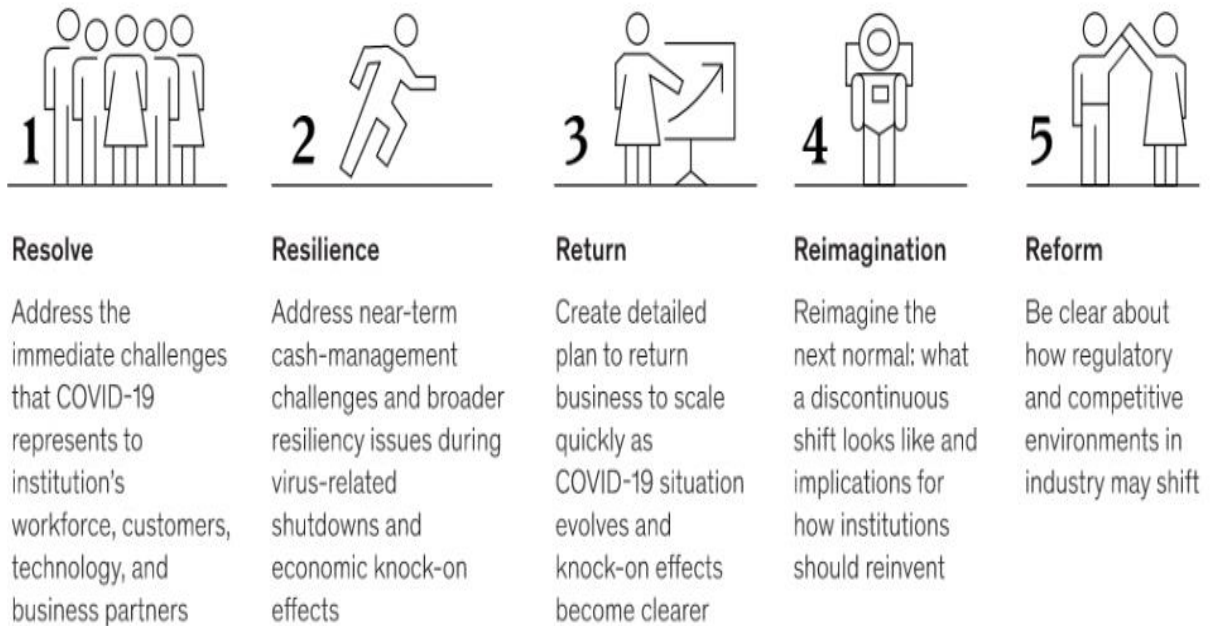 1
Resolve
Address the
immediate challenges
that COVID-19
represents to
institution's
workforce, customers,
technology, and
business partners
2
Resilience
Address near-term
cash-management
challenges and broader
resiliency issues during
virus-related
shutdowns and
economic knock-on
effects
3
Return
Create detailed
plan to return
business to scale
quickly as
COVID-19 situation
evolves and
knock-on effects
become clearer
4
Reimagination
Reimagine the
next normal: what
a discontinuous
shift looks like and
implications for
how institutions
should reinvent
5
Reform
Be clear about
how regulatory
and competitive
environments in
industry may shift